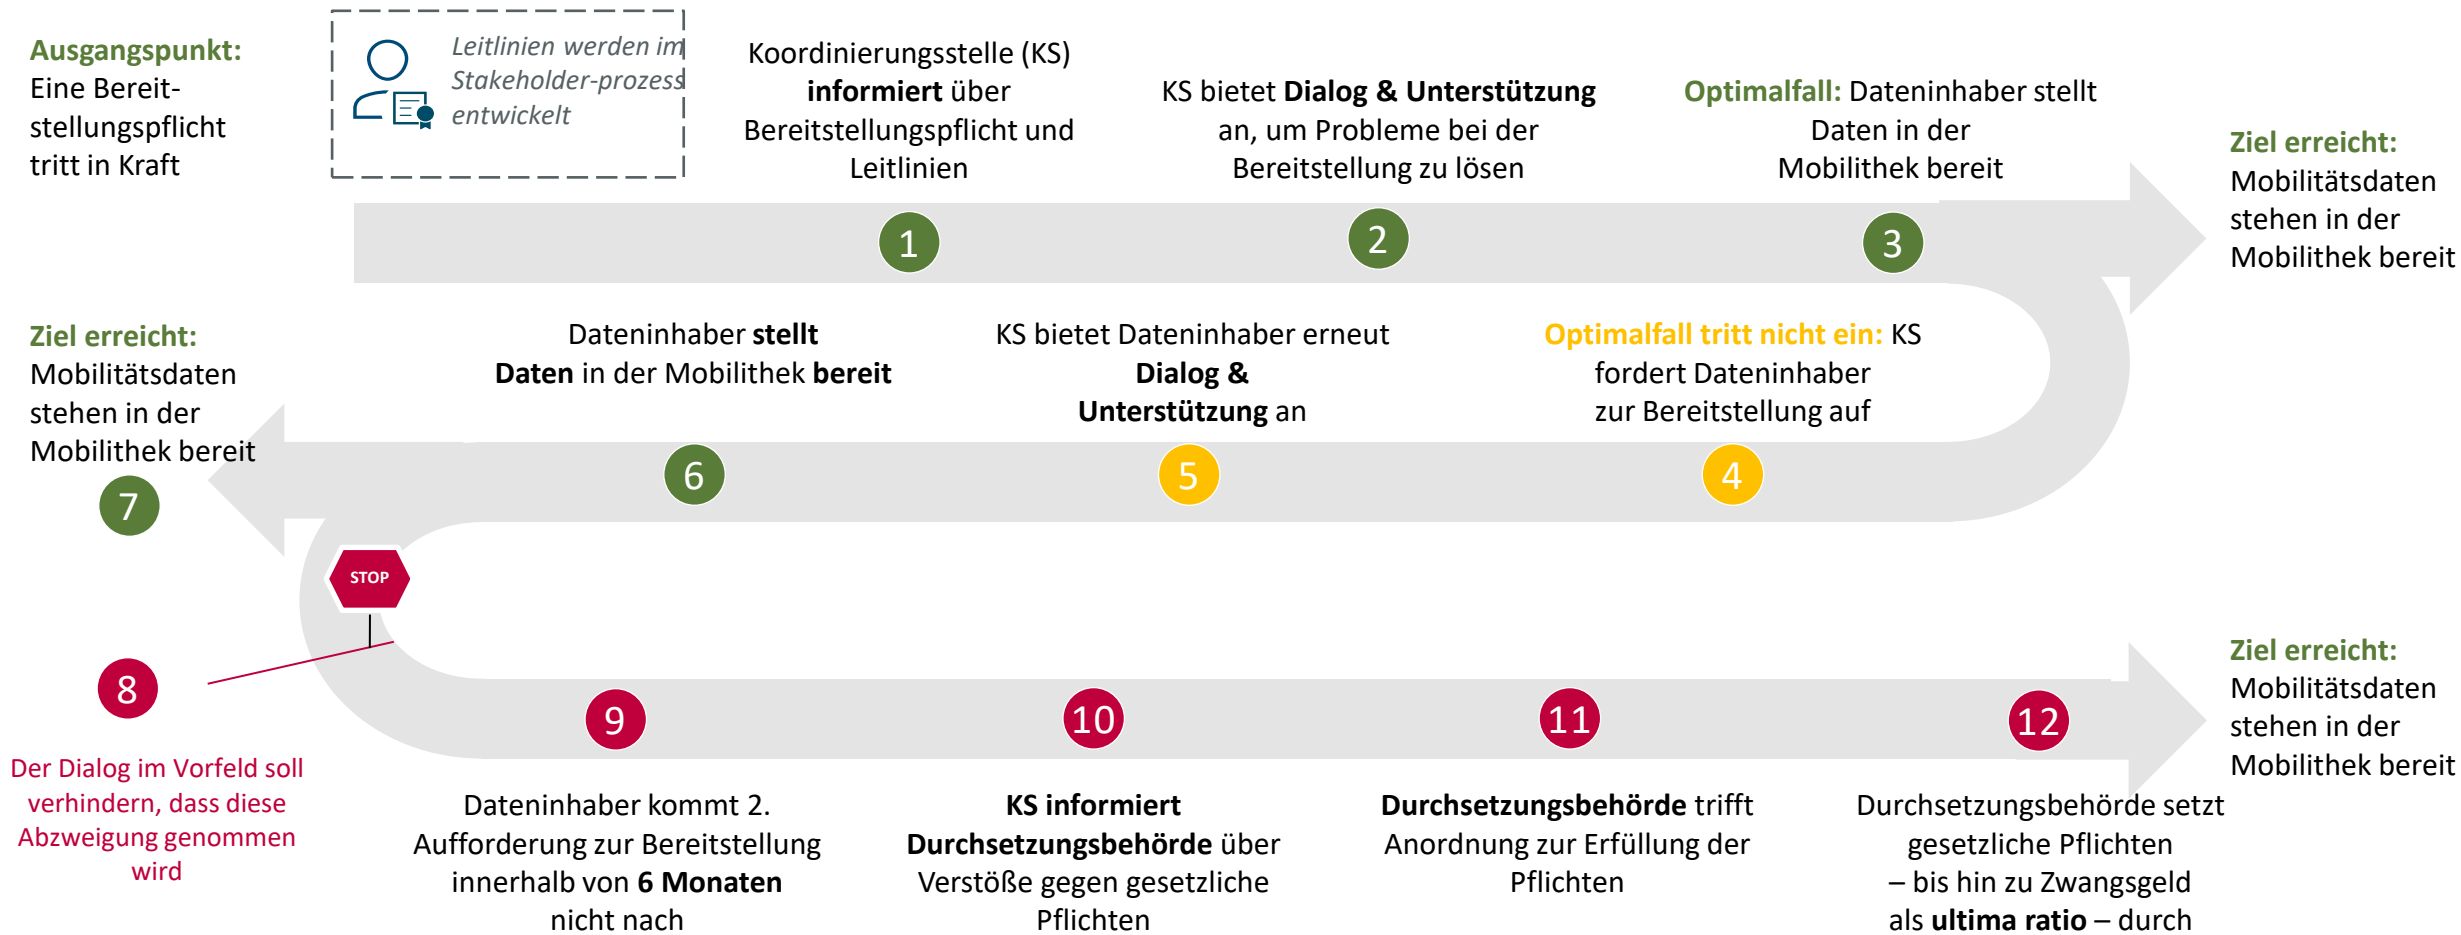 Ausgangspunkt:
Eine Bereit-
stellungspflicht
tritt in Kraft
Leitlinien werden im
Stakeholder-prozess
entwickelt
Koordinierungsstelle (KS)
informiert über
Bereitstellungspflicht und
Leitlinien
KS bietet Dialog & Unterstützung
an, um Probleme bei der
Bereitstellung zu lösen
Optimalfall: Dateninhaber stellt
Daten in der
Mobilithek bereit
Ziel erreicht:
Mobilitätsdaten
stehen in der
Mobilithek bereit
1
2
3
Optimalfall tritt nicht ein: KS
fordert Dateninhaber
zur Bereitstellung auf
KS bietet Dateninhaber erneut
Dialog &
Unterstützung an
Dateninhaber stellt
Daten in der Mobilithek bereit
Ziel erreicht:
Mobilitätsdaten
stehen in der
Mobilithek bereit
4
5
6
7
STOP
8
Der Dialog im Vorfeld soll
verhindern, dass diese
Abzweigung genommen
wird
9
10
11
12
Dateninhaber kommt 2.
Aufforderung zur Bereitstellung
innerhalb von 6 Monaten
nicht nach
KS informiert
Durchsetzungsbehörde über
Verstöße gegen gesetzliche
Pflichten
Durchsetzungsbehörde trifft
Anordnung zur Erfüllung der
Pflichten
Durchsetzungsbehörde setzt
gesetzliche Pflichten
– bis hin zu Zwangsgeld
als ultima ratio – durch
Ziel erreicht:
Mobilitätsdaten
stehen in der
Mobilithek bereit